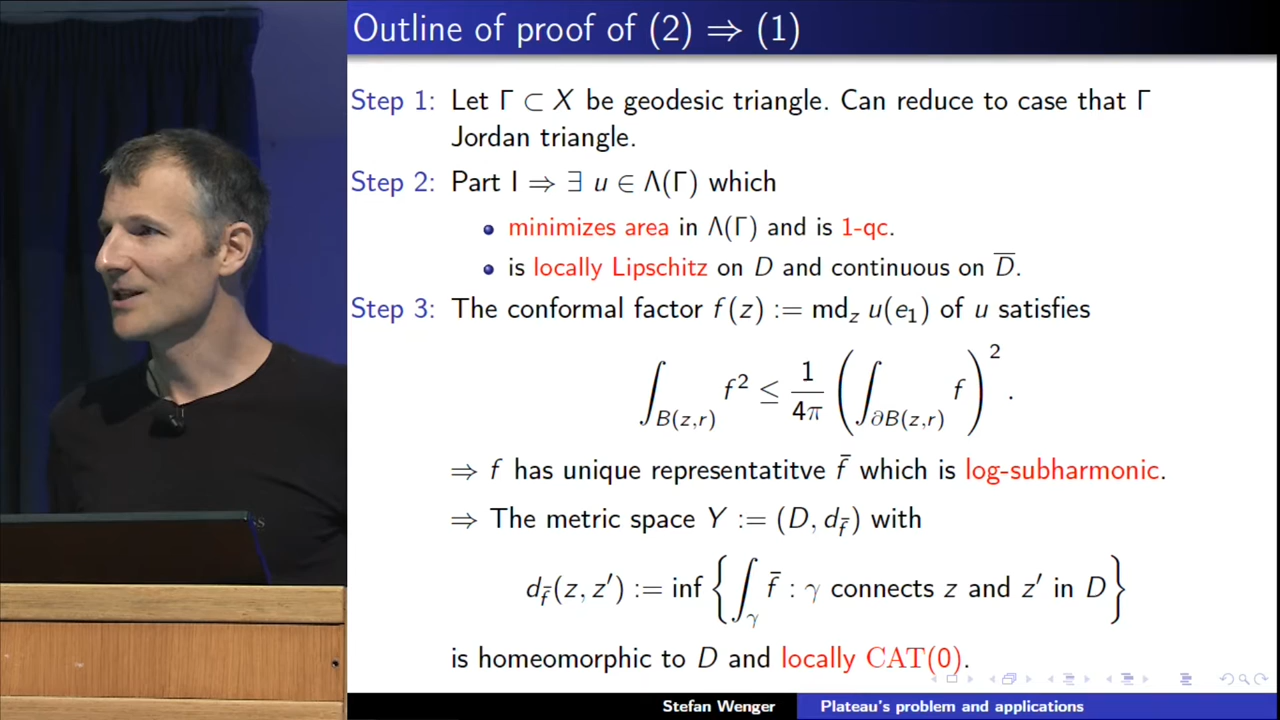 Outline of proof of (2) ⇒ (1)
Step 1: Let Γ ⊂ X be geodesic triangle. Can reduce to case that Γ
Jordan triangle.
Step 2: Part I ⇒ ∃ u ∈ Λ(Γ) which
• minimizes area in Λ(Γ) and is 1-qc.
• is locally Lipschitz on D and continuous on D̅.
Step 3: The conformal factor f(z) := md_z u(e₁) of u satisfies
∫_{B(z,r)} f² ≤ 1/4π (∫_{∂B(z,r)} f)².
⇒ f has unique representatitve f̄ which is log-subharmonic.
⇒ The metric space Y := (D, d_f̄) with
d_f̄(z, z′) := inf {∫_γ f̄ : γ connects z and z′ in D}
is homeomorphic to D and locally CAT(0).
Stefan Wenger Plateau's problem and applications